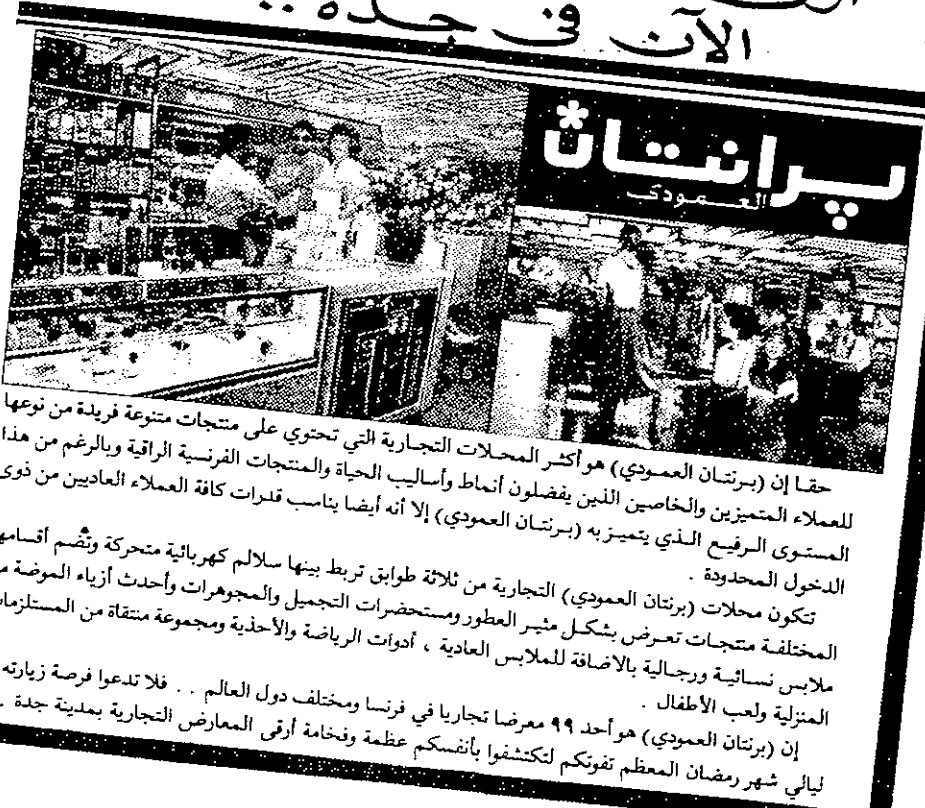 الآن فى جدة ..
پرانتان
العمودي
حقا إن (برنتان العمودي) هو أكثر المحلات التجارية التي تحتوي على منتجات متنوعة فريدة من نوعها
للعملاء المتميزين والخاصين الذين يفضلون أنماط وأساليب الحياة والمنتجات الفرنسية الراقية وبالرغم من هذا
المستوى الرفيع الذي يتميز به (برنتان العمودي) إلا أنه أيضا يناسب قدرات كافة العملاء العاديين من ذوى
الدخول المحدودة .
تتكون محلات (برنتان العمودي) التجارية من ثلاثة طوابق تربط بينها سلالم كهربائية متحركة وتضم أقسامها
المختلفة منتجات تعرض بشكل مثير العطور ومستحضرات التجميل والمجوهرات وأحدث أزياء الموضة
ملابس نسائية ورجالية بالاضافة للملابس العادية ، أدوات الرياضة والأحذية ومجموعة منتقاة من المستلزمات
المنزلية ولعب الأطفال .
إن (برنتان العمودي) هو أحد ٩٩ معرضا تجاريا في فرنسا ومختلف دول العالم . . فلا تدعوا فرصة زيارته
ليالي شهر رمضان المعظم تفوتكم لتكتشفوا بأنفسكم عظمة وفخامة أرقى المعارض التجارية بمدينة جدة .